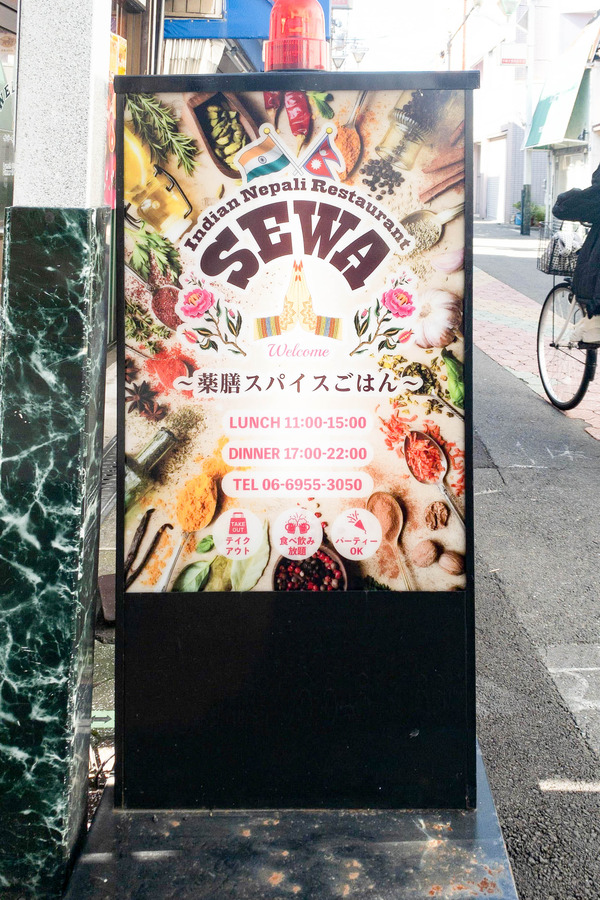 Indian Nepali Restaurant
SEWA
Welcome
~薬膳スパイスごはん~
LUNCH 11:00-15:00
DINNER 17:00-22:00
TEL 06-6955-3050
TAKE
OUT
テイク
アウト
食べ飲み
放題
パーティー
OK